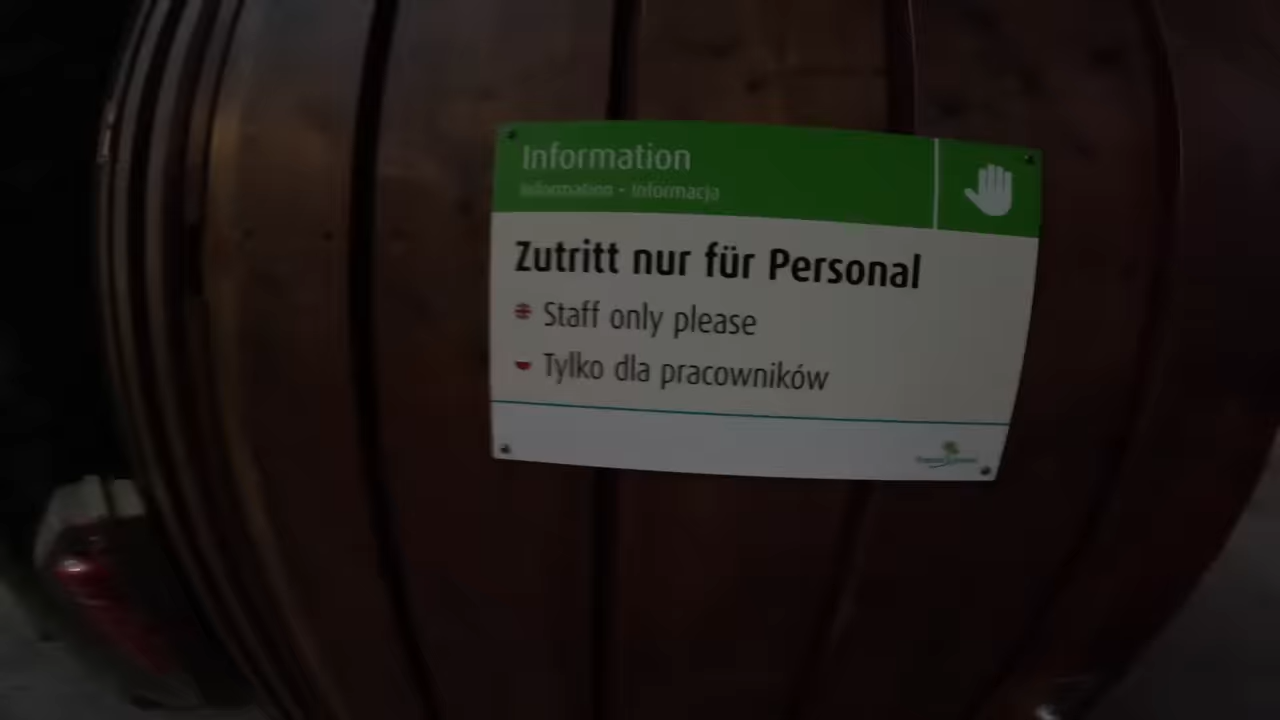 Information
Information - Informacja
Zutritt nur für Personal
Staff only please
Tylko dla pracowników